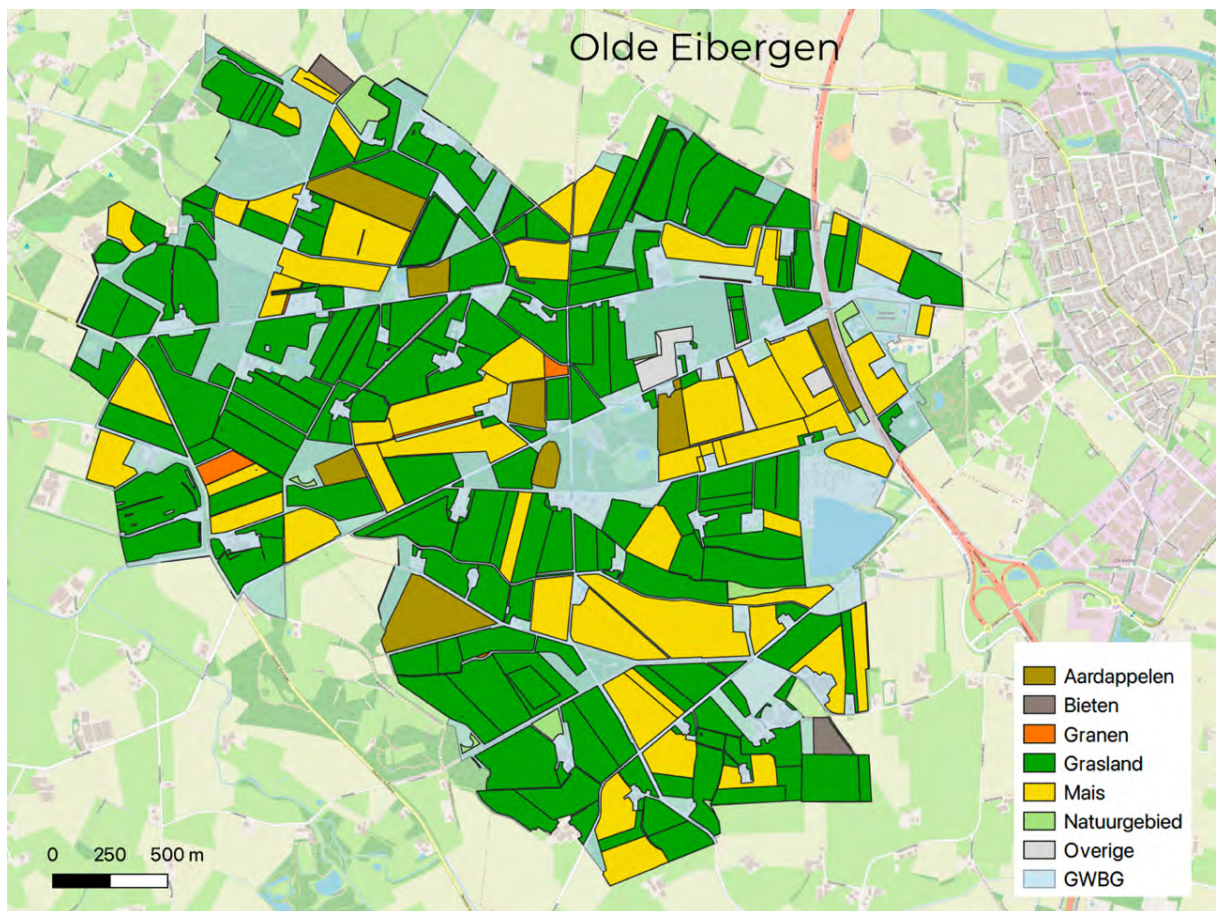 Olde Eibergen
Aardappelen
Bieten
Granen
Grasland
Mais
Natuurgebied
Overige
GWBG
0 250 500 m